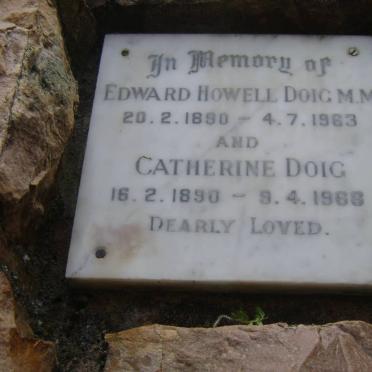 In Memory of
EDWARD HOWELL DOIG M.M.
20.2.1890 – 4.7.1963
AND
CATHERINE DOIG
16.2.1890 – 9.4.1968
DEARLY LOVED.